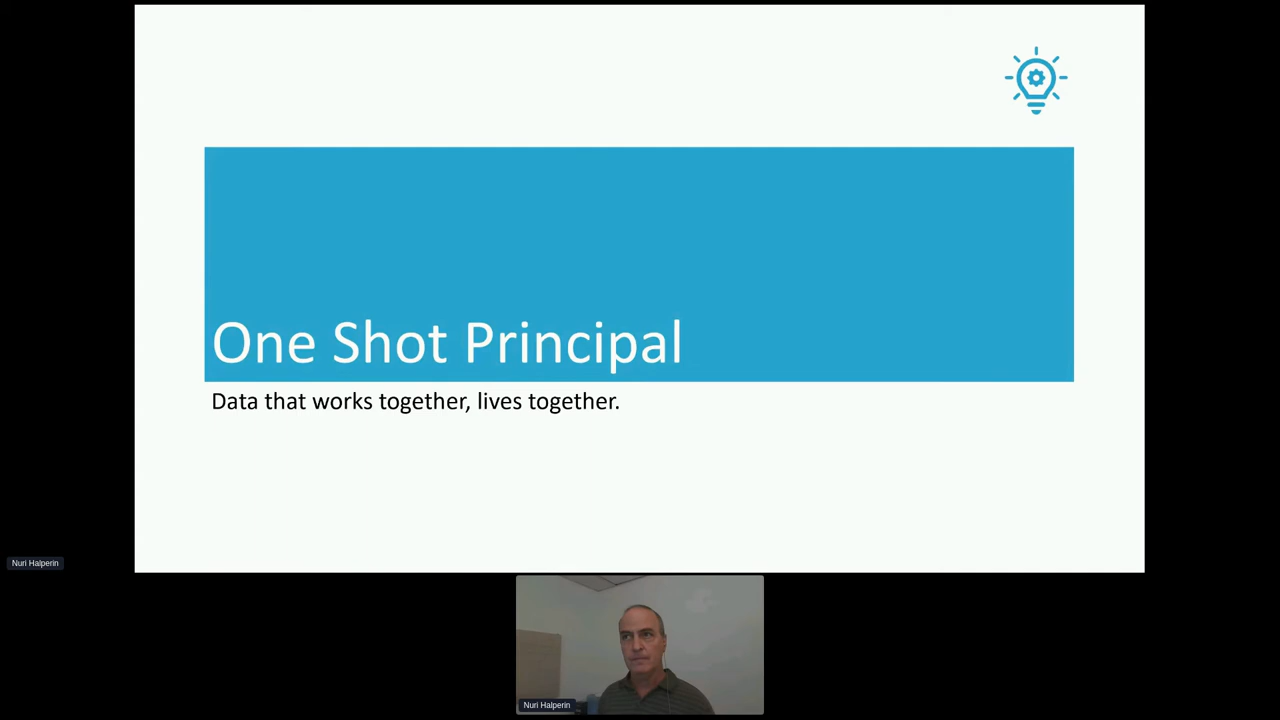 One Shot Principal
Data that works together, lives together.
Nuri Halperin
Nuri Halperin